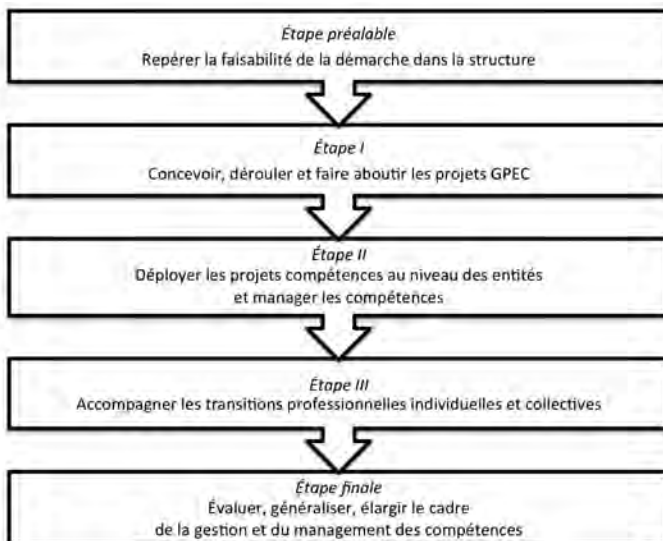 Étape préalable
Repérer la faisabilité de la démarche dans la structure
Étape I
Concevoir, dérouler et faire aboutir les projets GPEC
Étape II
Déployer les projets compétences au niveau des entités
et manager les compétences
Étape III
Accompagner les transitions professionnelles individuelles et collectives
Étape finale
Évaluer, généraliser, élargir le cadre
de la gestion et du management des compétences